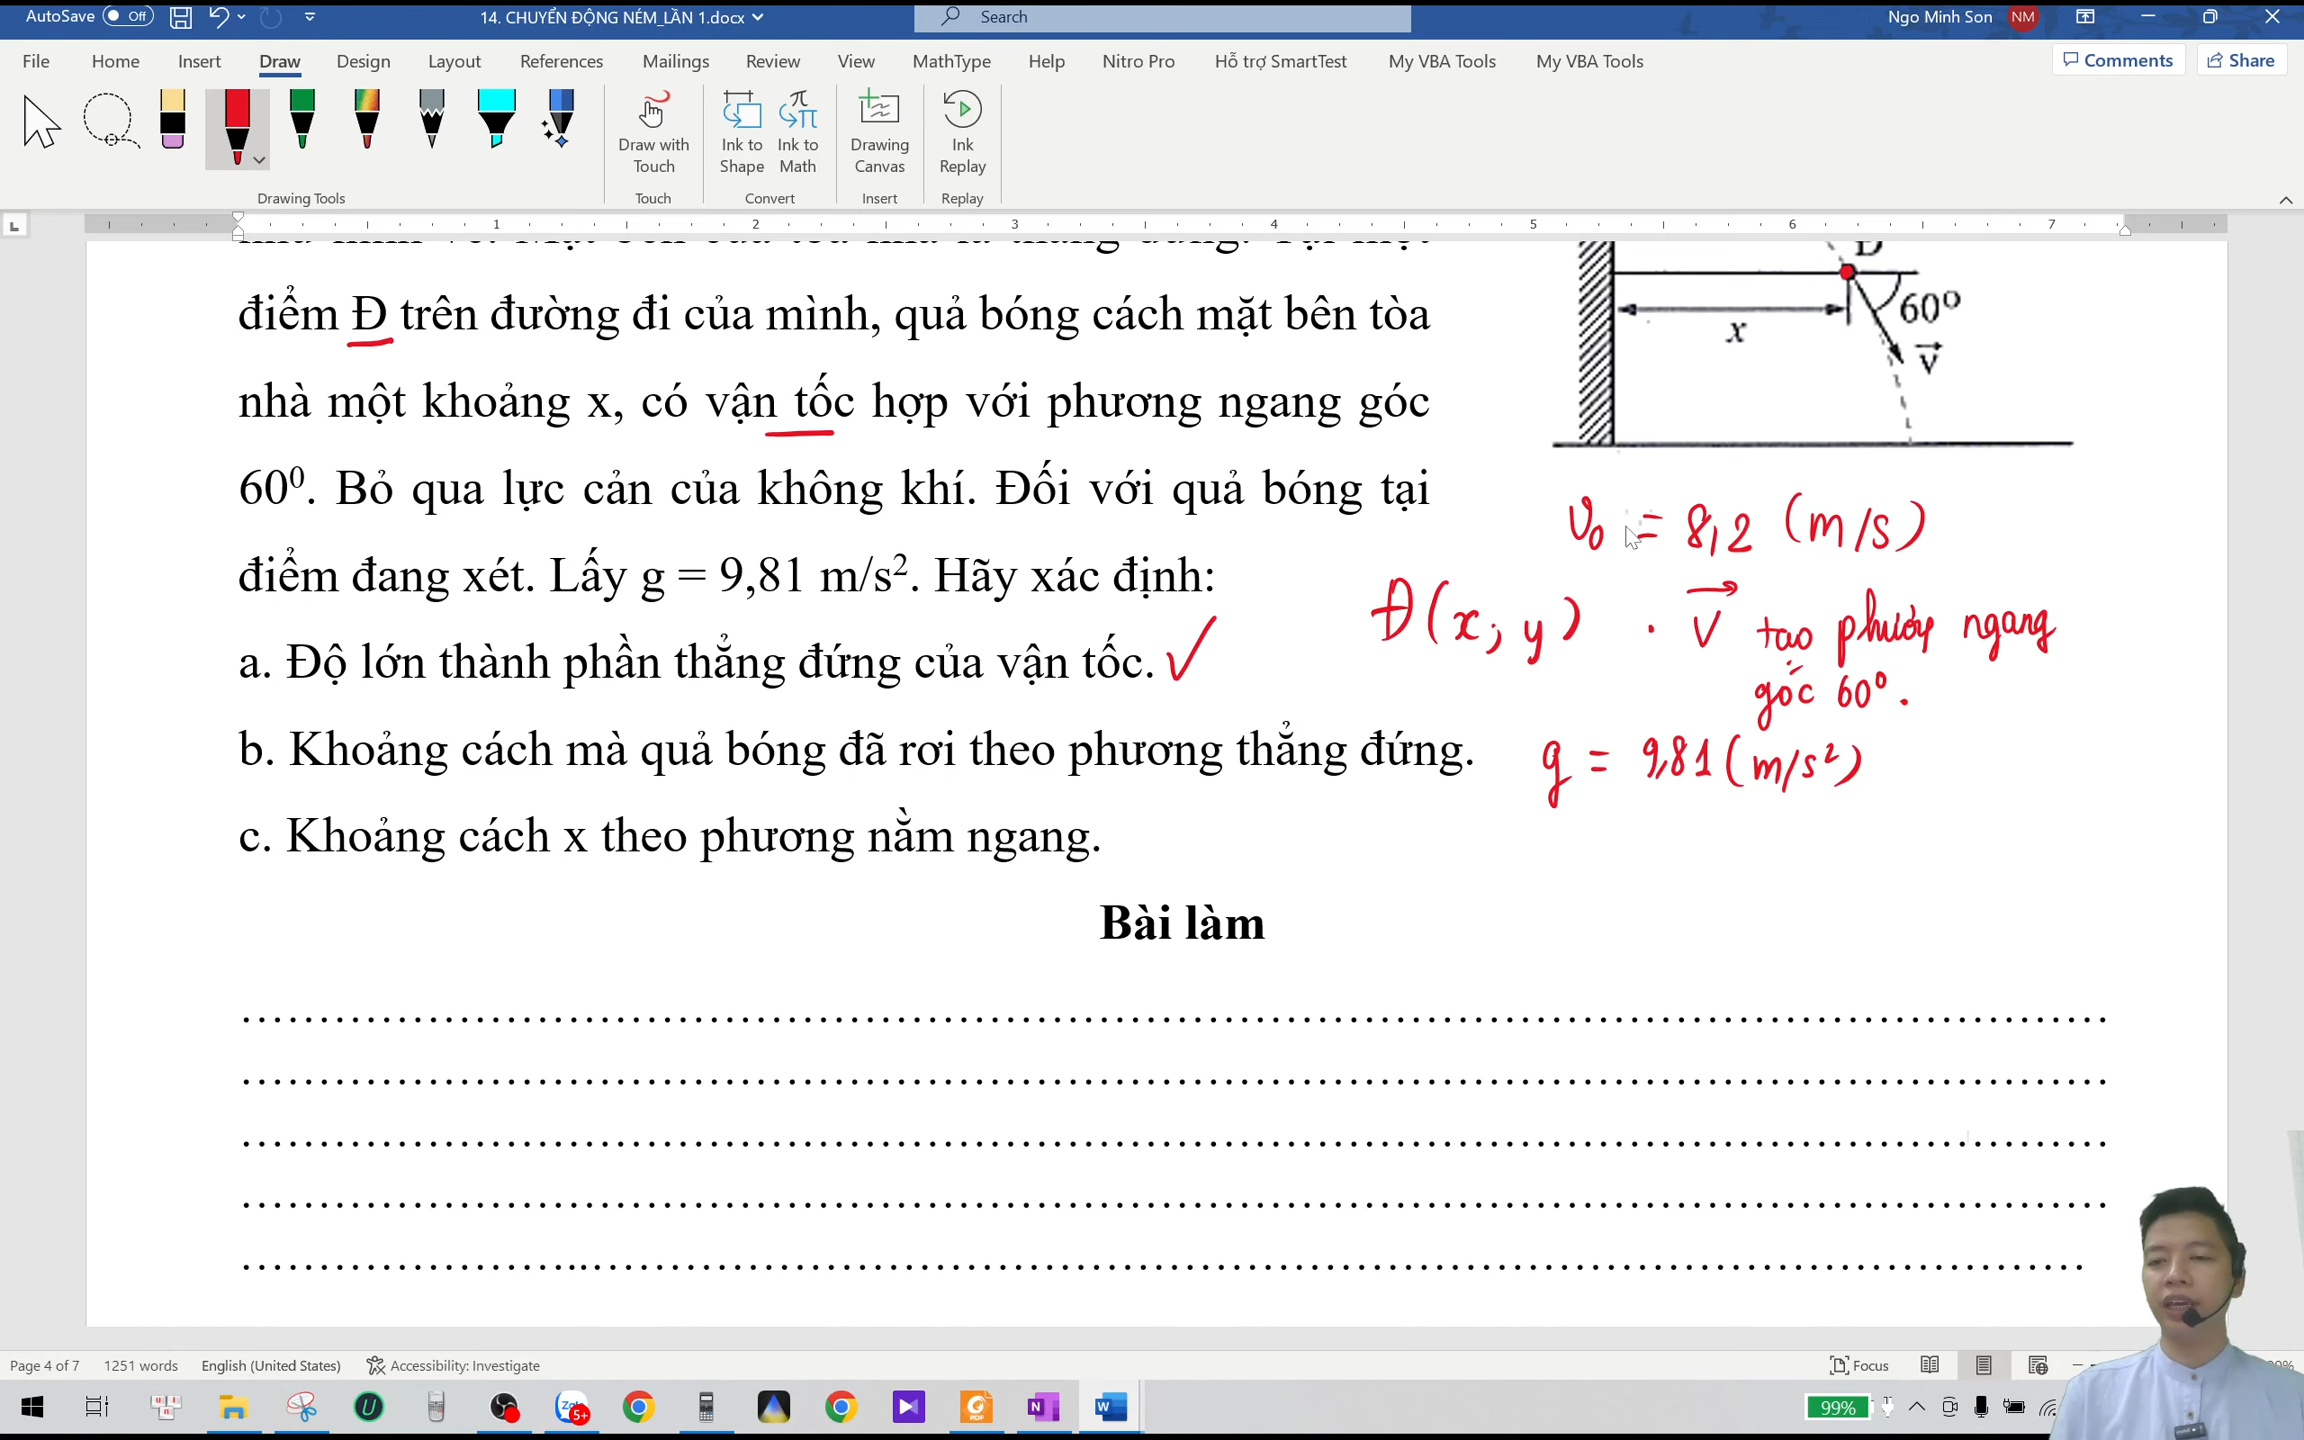 AutoSave Off 14. CHUYỂN ĐỘNG NÉM_LẦN 1.docx Search Ngo Minh Son NM
File Home Insert Draw Design Layout References Mailings Review View MathType Help Nitro Pro Hỗ trợ SmartTest My VBA Tools My VBA Tools Comments Share
Draw with Touch Ink to Shape Ink to Math Drawing Canvas Ink Replay
Drawing Tools Touch Convert Insert Replay
1 2 3 4 5 6 7
Đ
điểm Đ trên đường đi của mình, quả bóng cách mặt bên tòa
60⁰
x
v
nhà một khoảng x, có vận tốc hợp với phương ngang góc
60⁰. Bỏ qua lực cản của không khí. Đối với quả bóng tại
v₀ = 8,2 (m/s)
điểm đang xét. Lấy g = 9,81 m/s². Hãy xác định:
Đ(x; y) . v tạo phương ngang
góc 60⁰.
a. Độ lớn thành phần thẳng đứng của vận tốc. ✓
b. Khoảng cách mà quả bóng đã rơi theo phương thẳng đứng.
g = 9,81 (m/s²)
c. Khoảng cách x theo phương nằm ngang.
Bài làm
Page 4 of 7 1251 words English (United States) Accessibility: Investigate Focus
99%